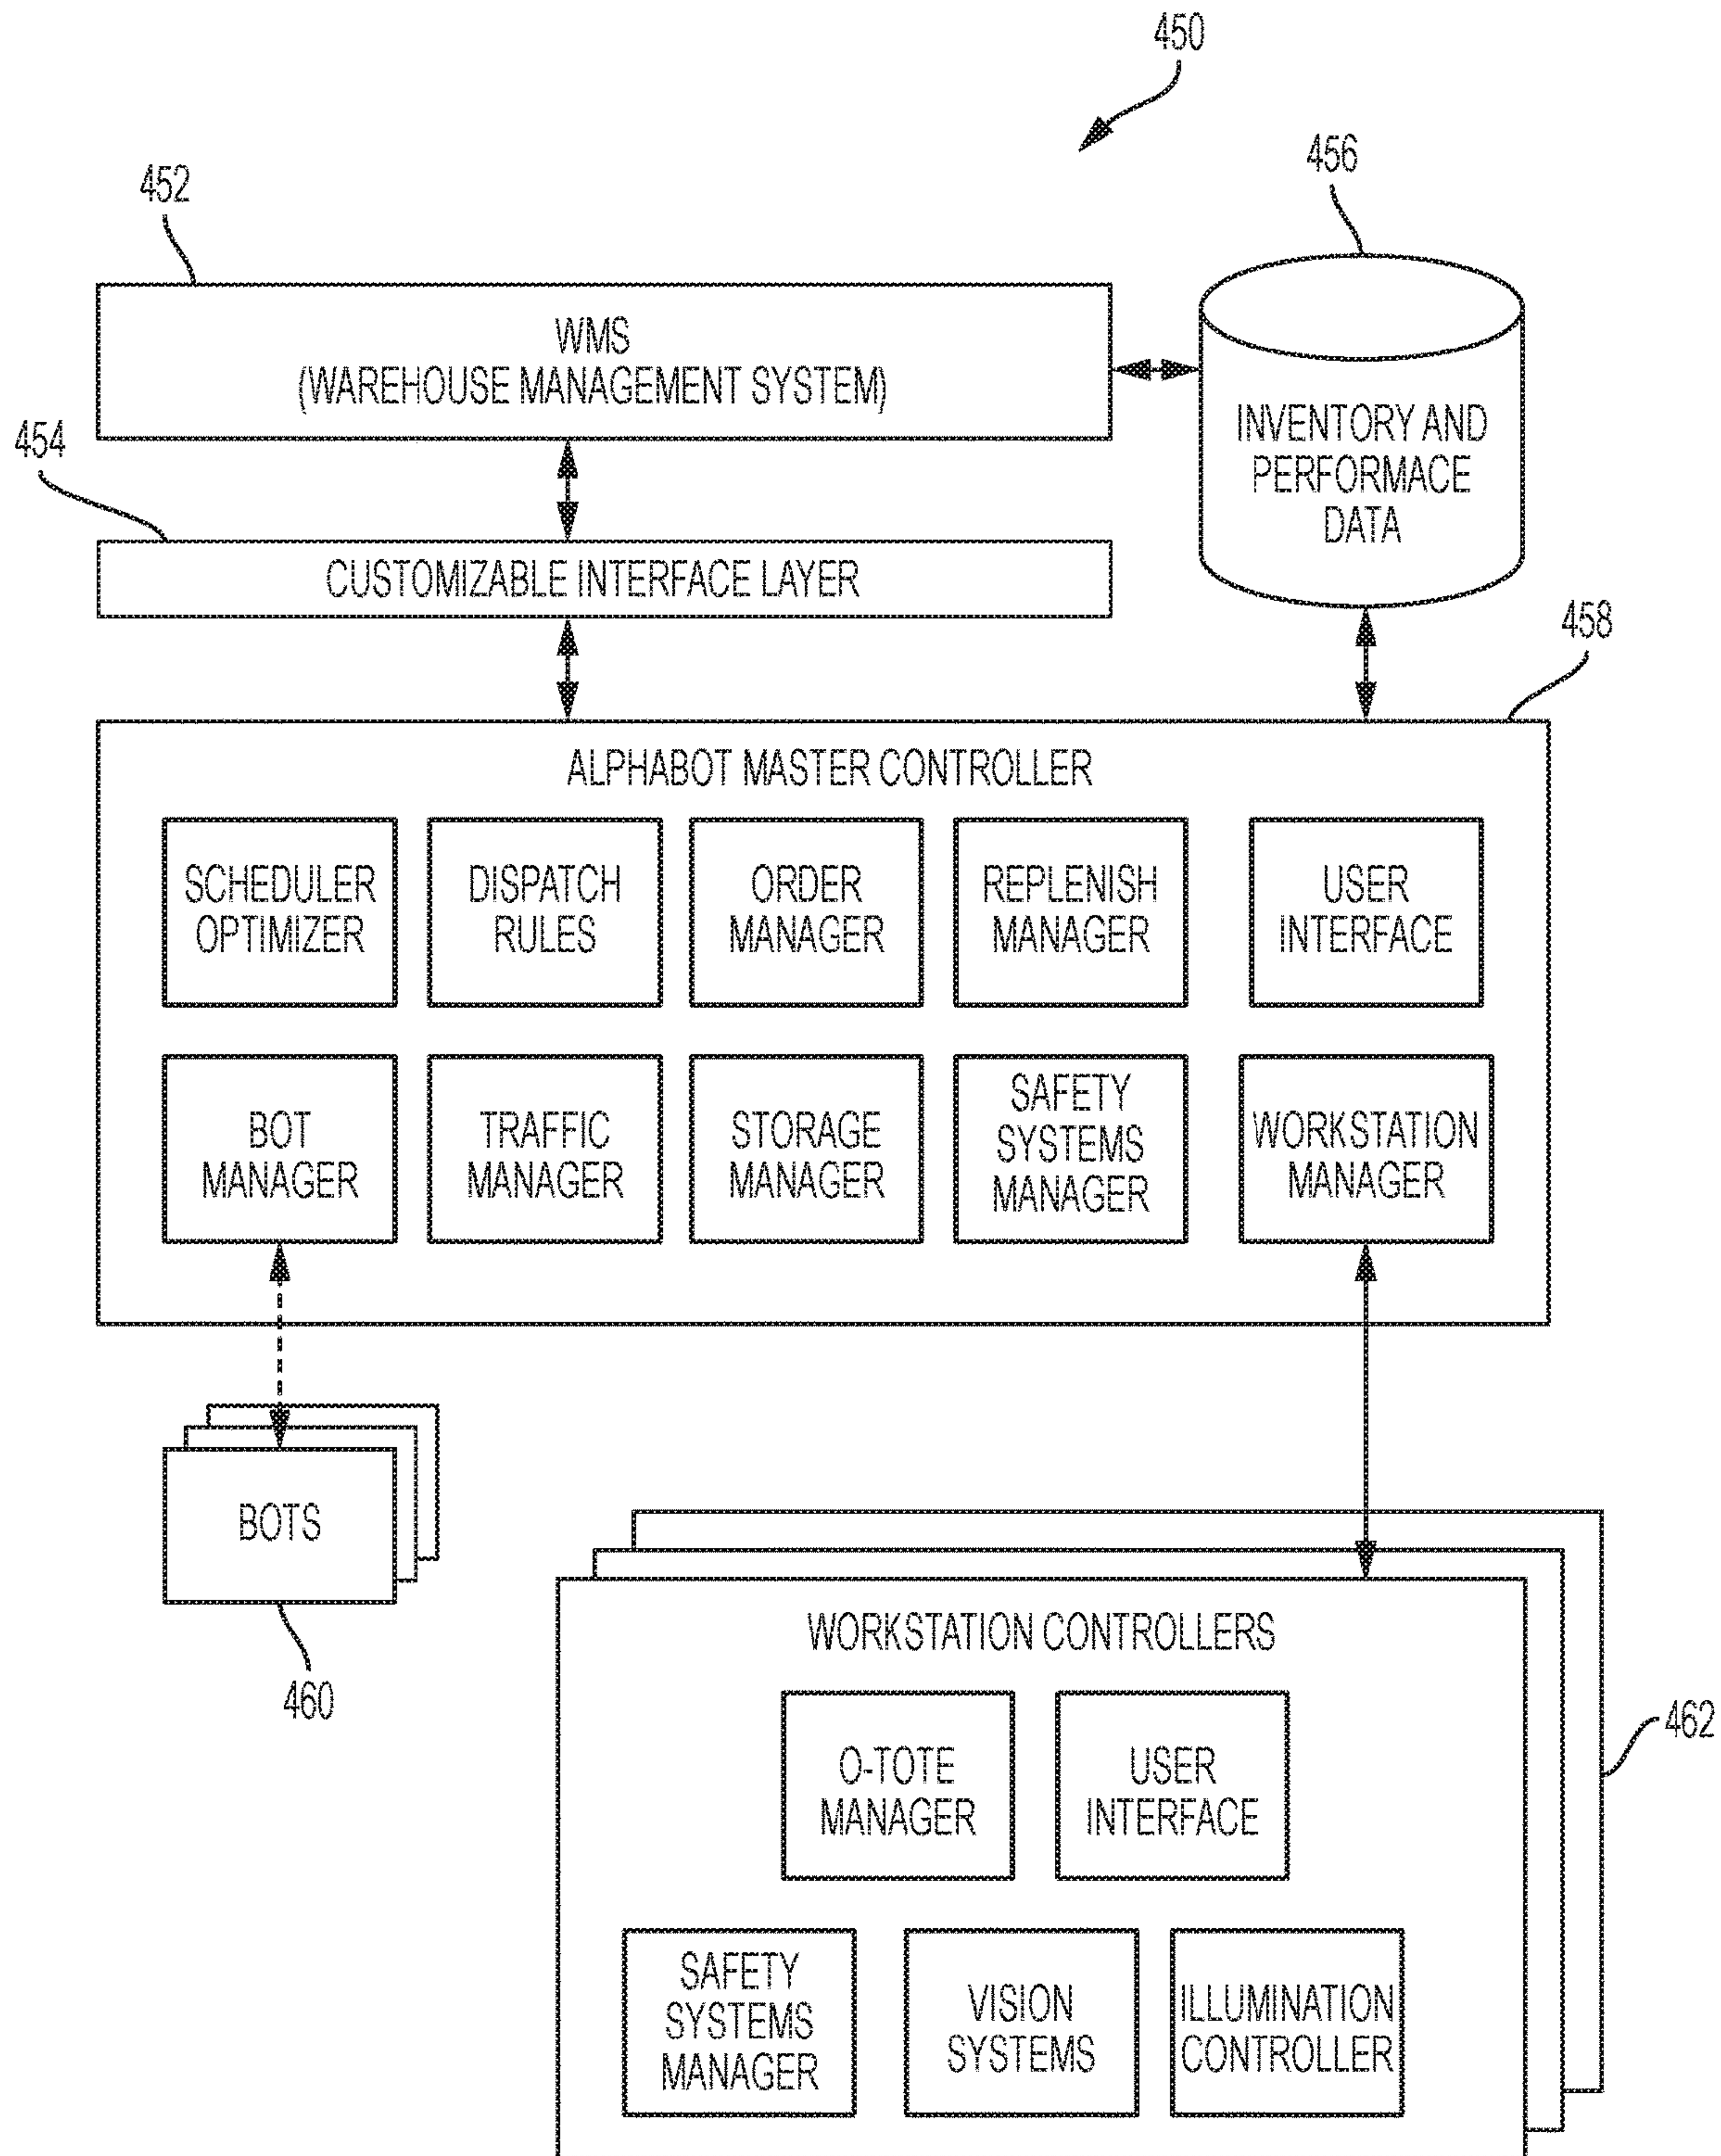 450
456
452
WMS
(WAREHOUSE MANAGEMENT SYSTEM)
INVENTORY AND
PERFORMACE
DATA
454
CUSTOMIZABLE INTERFACE LAYER
458
ALPHABOT MASTER CONTROLLER
SCHEDULER
OPTIMIZER
DISPATCH
RULES
ORDER
MANAGER
REPLENISH
MANAGER
USER
INTERFACE
BOT
MANAGER
TRAFFIC
MANAGER
STORAGE
MANAGER
SAFETY
SYSTEMS
MANAGER
WORKSTATION
MANAGER
BOTS
460
WORKSTATION CONTROLLERS
462
O-TOTE
MANAGER
USER
INTERFACE
SAFETY
SYSTEMS
MANAGER
VISION
SYSTEMS
ILLUMINATION
CONTROLLER